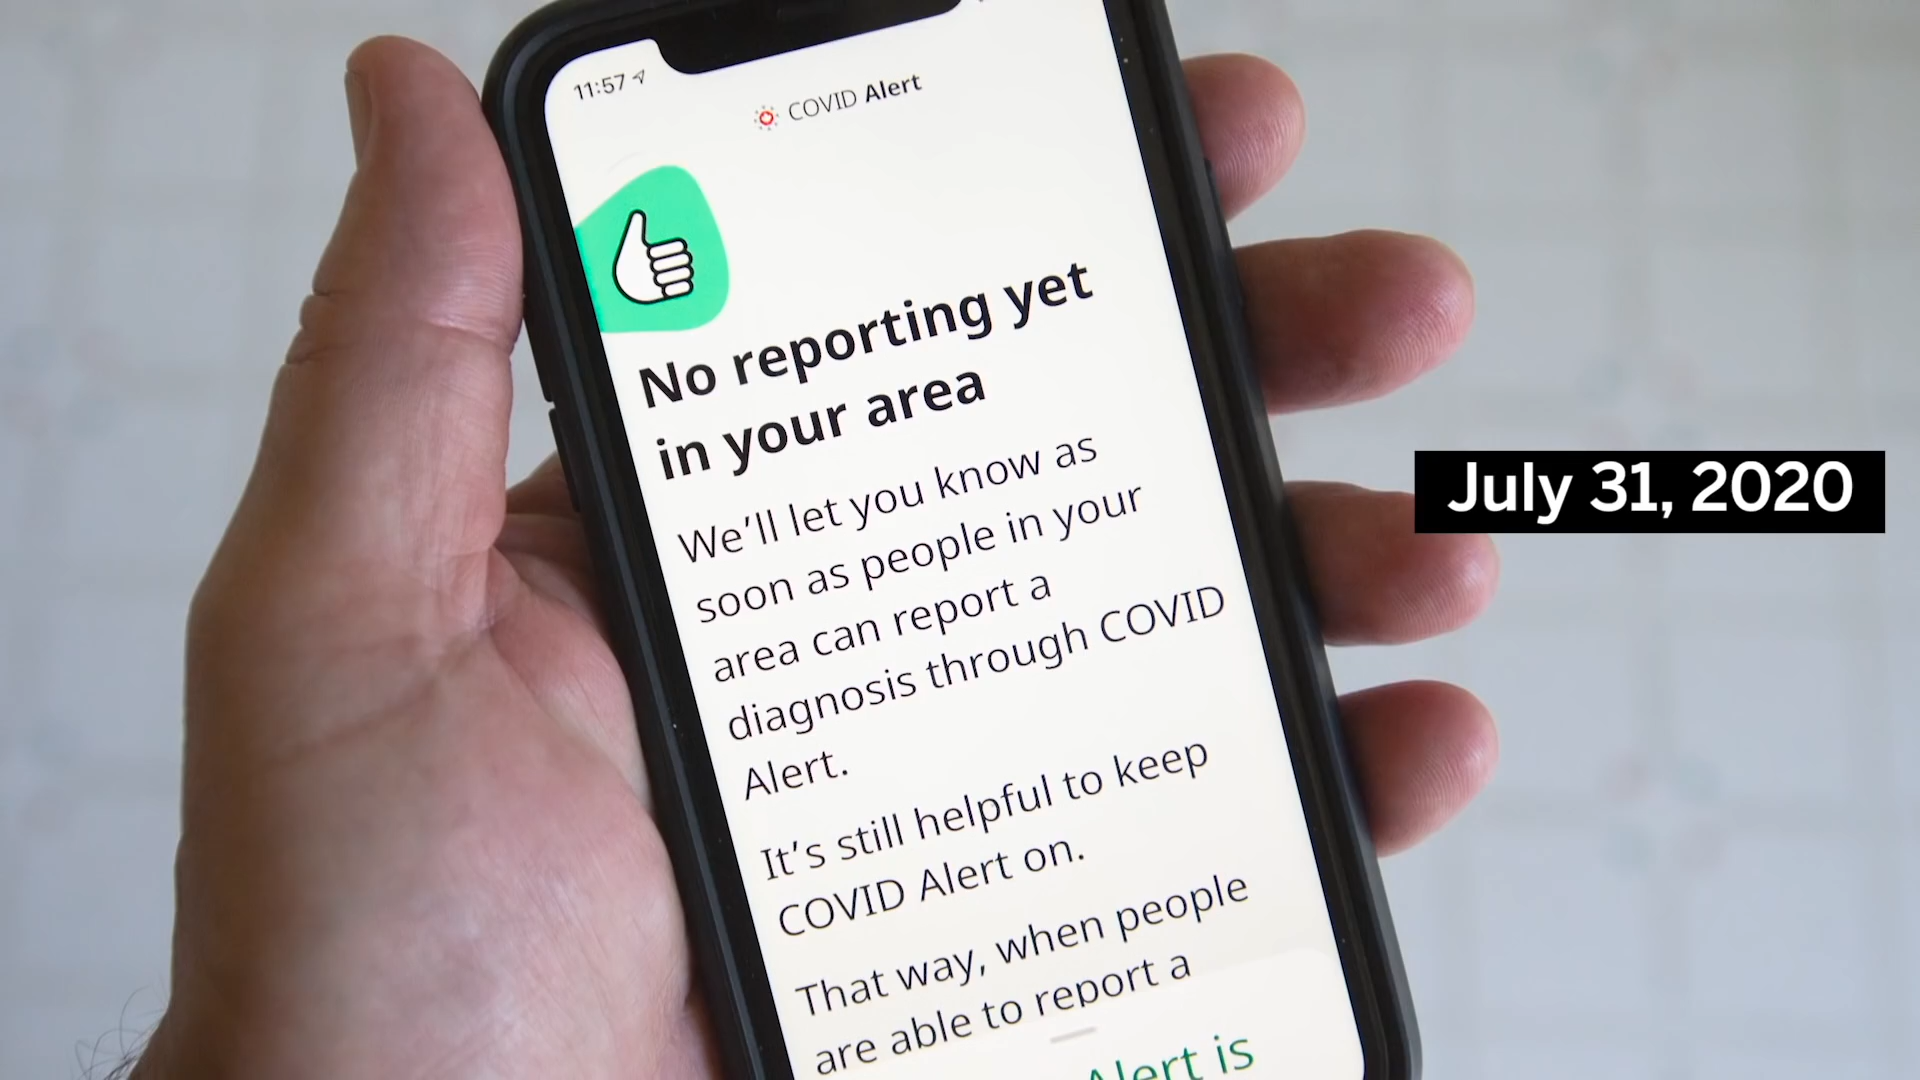 11:57
COVID Alert
No reporting yet
in your area
We'll let you know as
soon as people in your
area can report a
diagnosis through COVID
Alert.
It's still helpful to keep
COVID Alert on.
That way, when people
are able to report a
Alert is
July 31, 2020